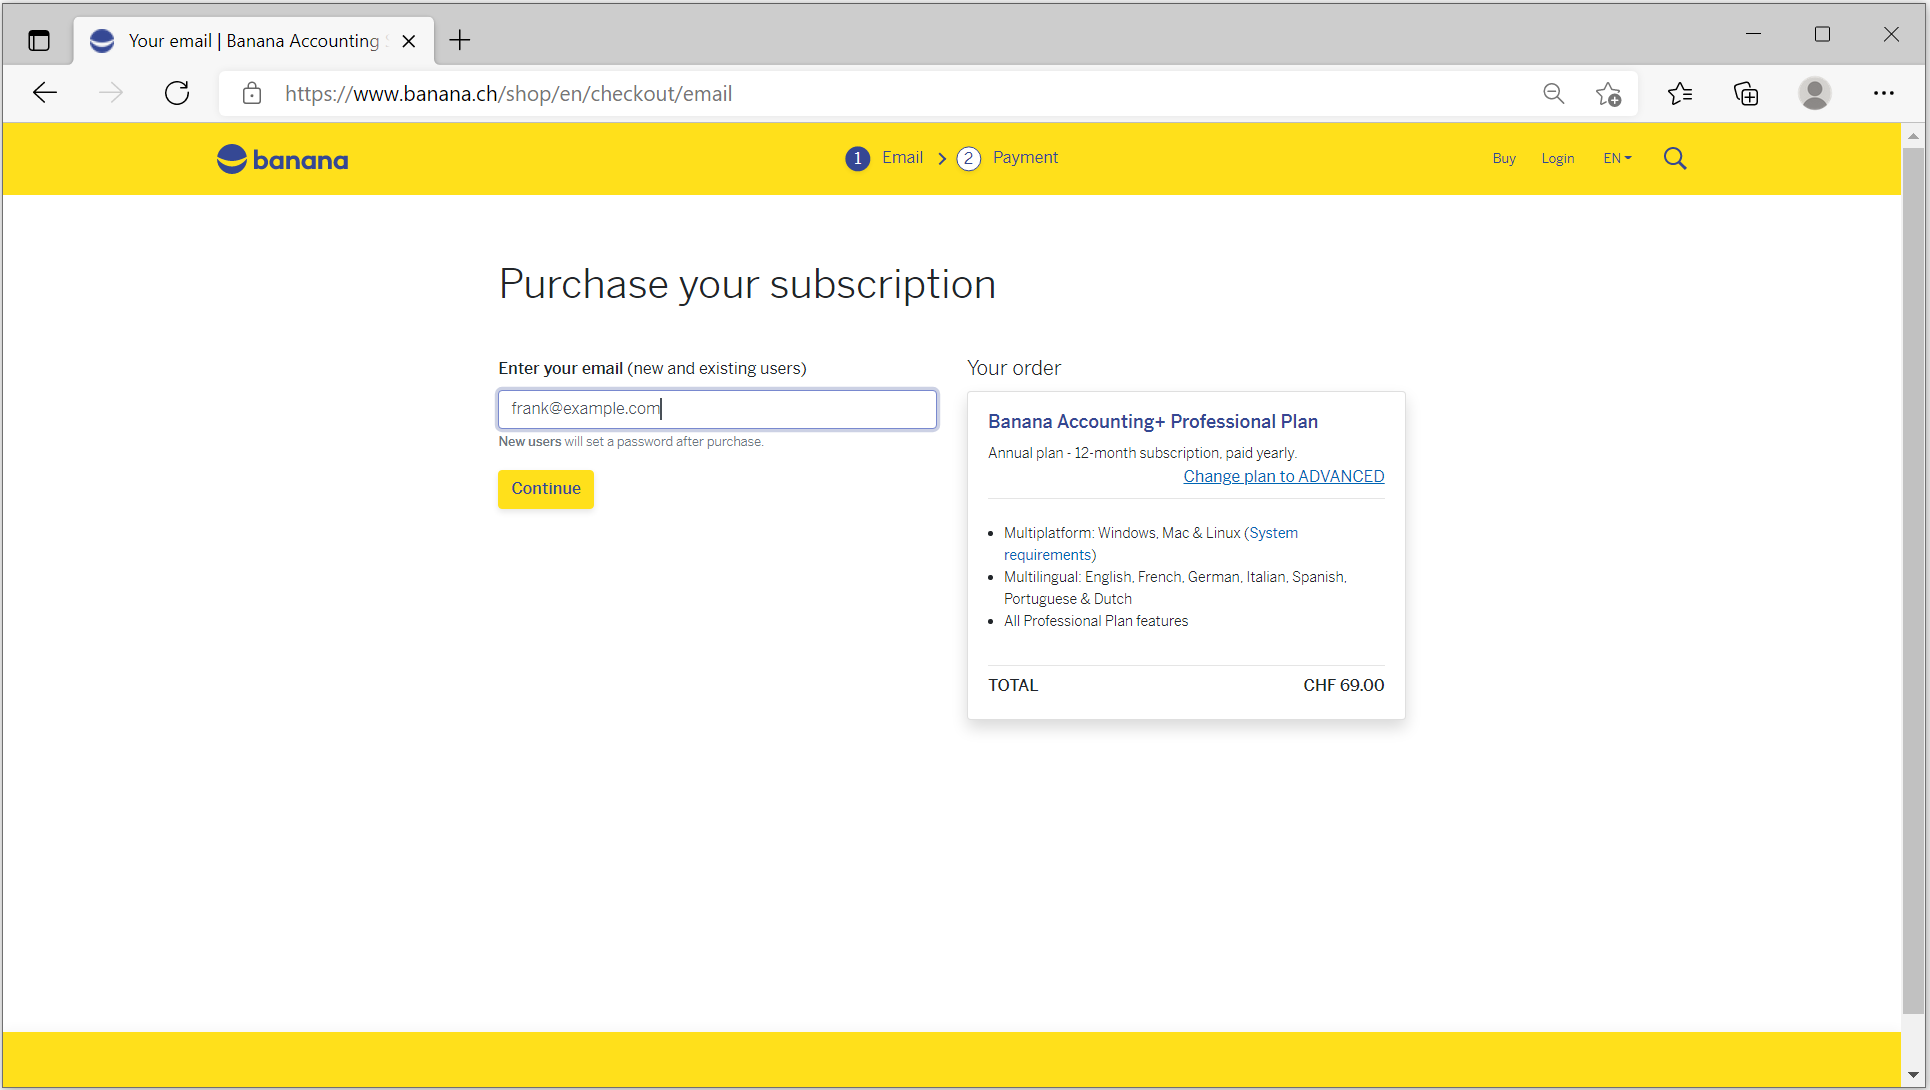 Your email | Banana Accounting
https://www.banana.ch/shop/en/checkout/email
banana
1 Email 2 Payment
Buy Login EN
Purchase your subscription
Enter your email (new and existing users)
frank@example.com
New users will set a password after purchase.
Continue
Your order
Banana Accounting+ Professional Plan
Annual plan - 12-month subscription, paid yearly.
Change plan to ADVANCED
Multiplatform: Windows, Mac & Linux (System
requirements)
Multilingual: English, French, German, Italian, Spanish,
Portuguese & Dutch
All Professional Plan features
TOTAL CHF 69.00